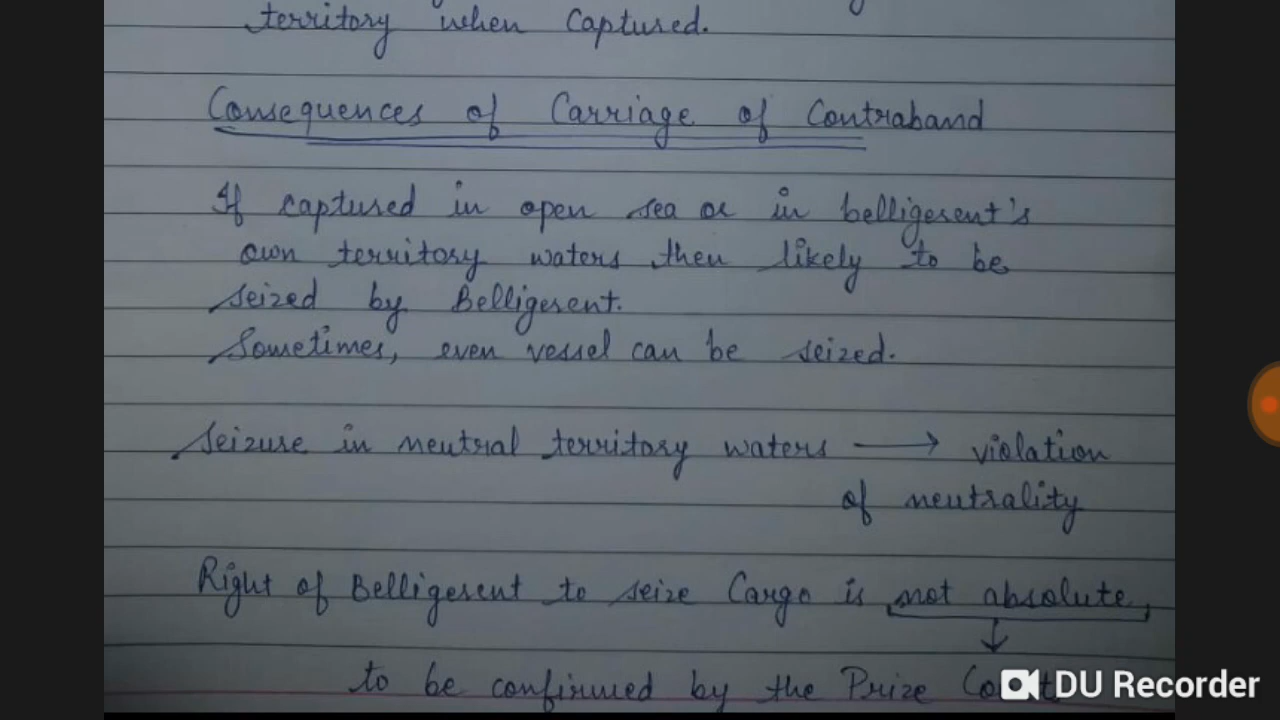 territory when captured.
Consequences of Carriage of Contraband
If captured in open sea or in belligerent's
own territory waters then likely to be
seized by Belligerent.
Sometimes, even vessel can be seized.
Seizure in neutral territory waters → violation
of neutrality
Right of Belligerent to seize Cargo is not absolute,
↓
to be confirmed by the Prize
DU Recorder